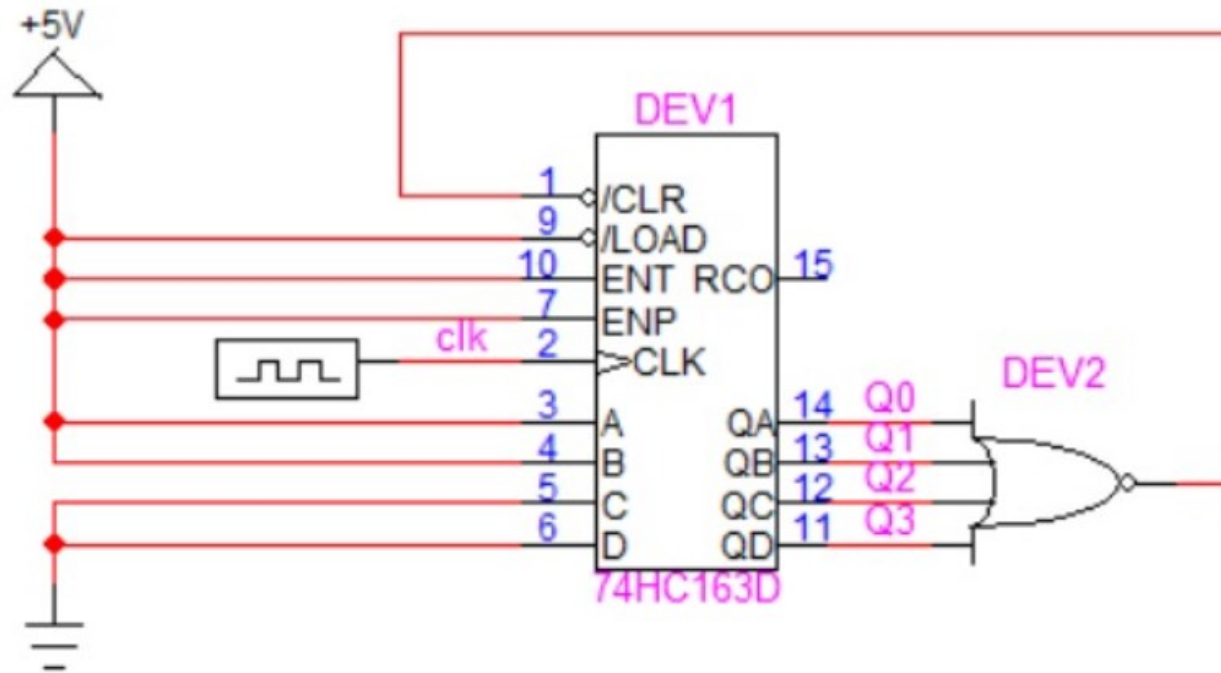 +5V
DEV1
1 /CLR
9 /LOAD
10 ENT RCO 15
7 ENP
clk 2 CLK
DEV2
3 A QA 14 Q0
4 B QB 13 Q1
5 C QC 12 Q2
6 D QD 11 Q3
74HC163D